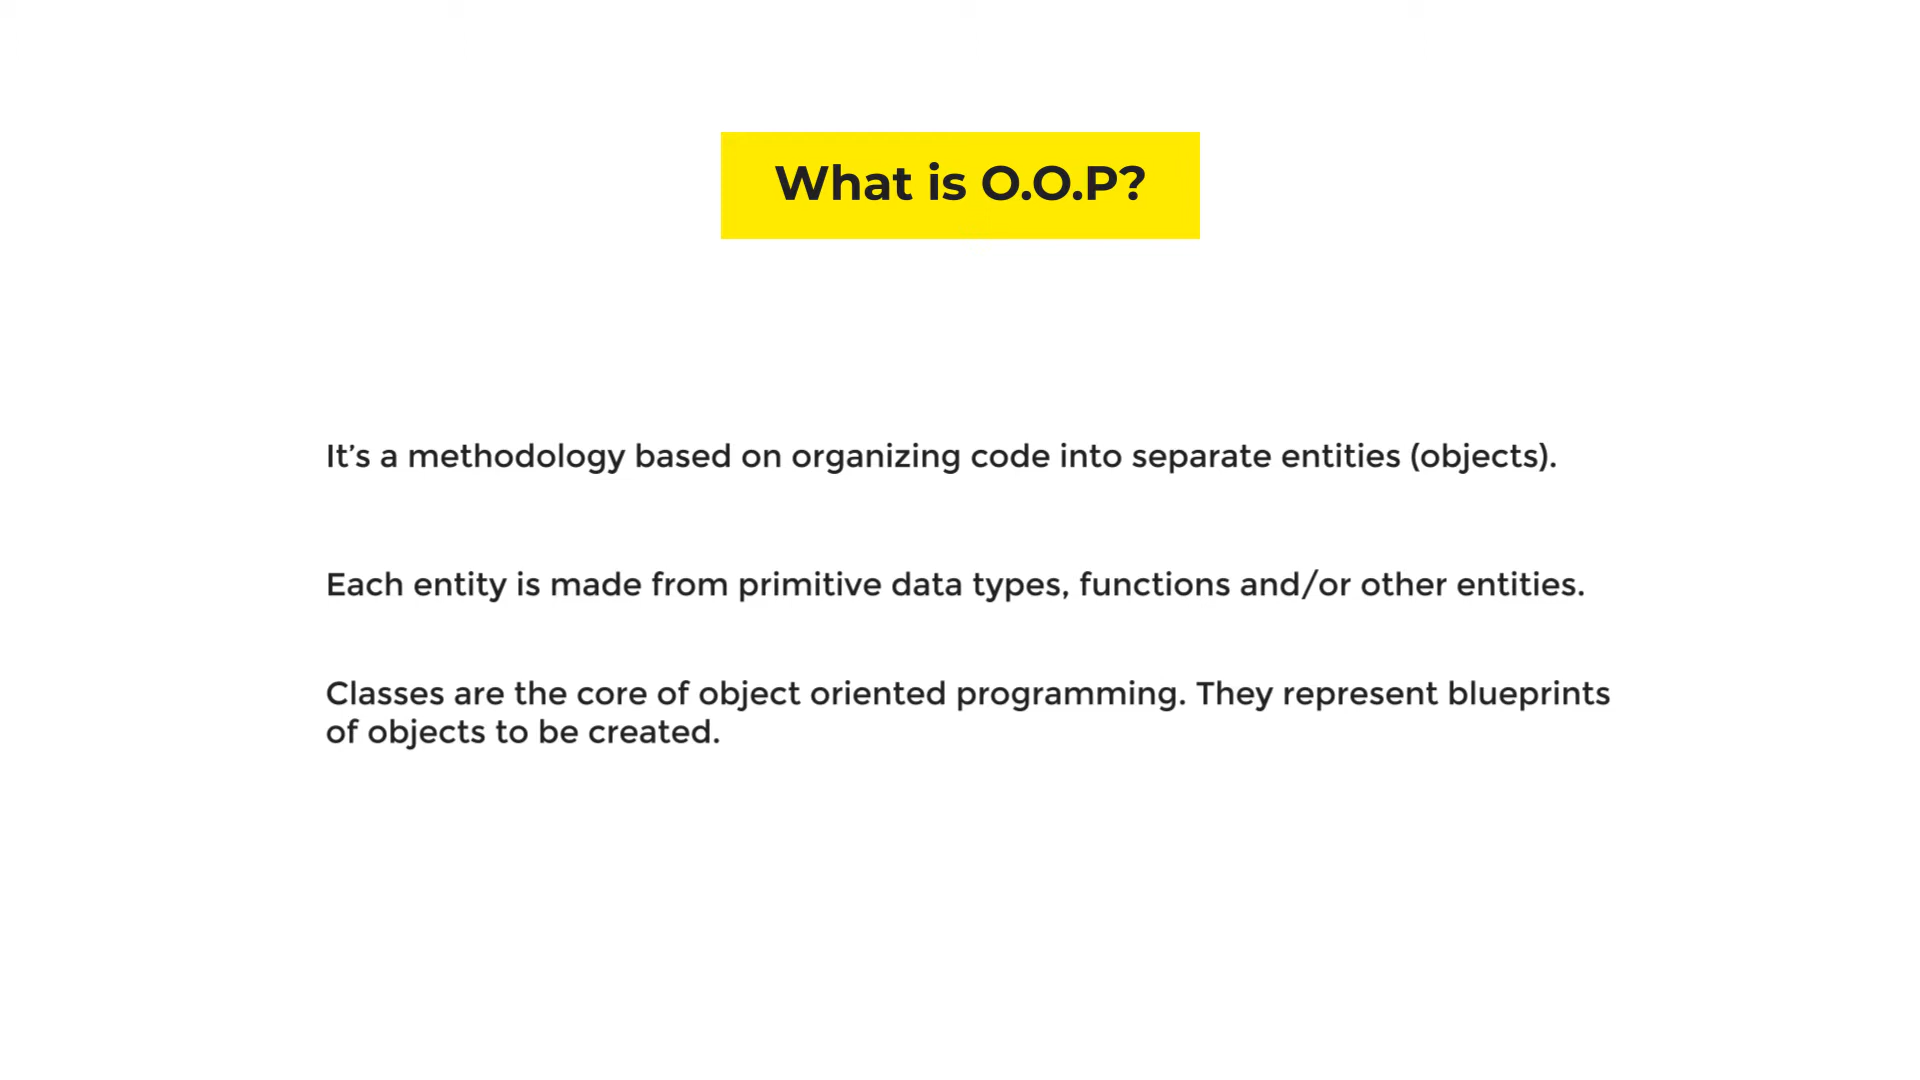 What is O.O.P?
It’s a methodology based on organizing code into separate entities (objects).
Each entity is made from primitive data types, functions and/or other entities.
Classes are the core of object oriented programming. They represent blueprints
of objects to be created.